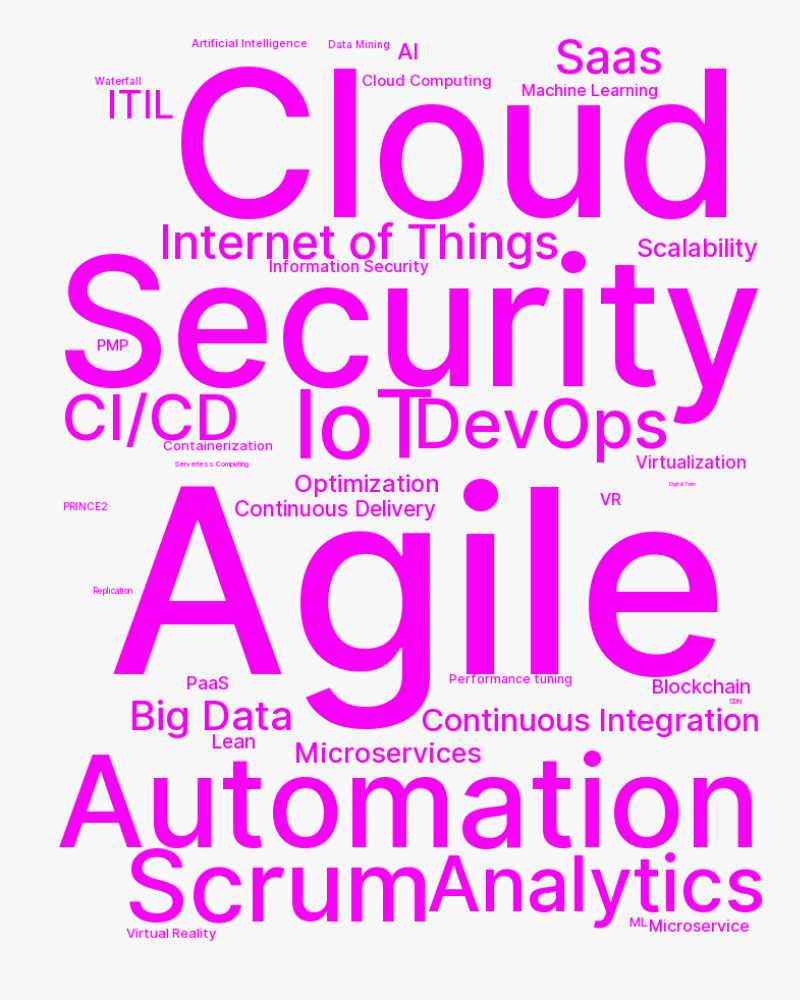 Artificial Intelligence
Data Mining
AI
Saas
Waterfall
Cloud Computing
Machine Learning
ITIL
Cloud
Internet of Things
Scalability
Information Security
Security
PMP
CI/CD
IoT
DevOps
Containerization
Serverless Computing
Virtualization
Optimization
Digital Twin
PRINCE2
Continuous Delivery
VR
Agile
Replication
PaaS
Performance tuning
Blockchain
SDN
Big Data
Continuous Integration
Lean
Microservices
Automation
Scrum
Analytics
ML
Microservice
Virtual Reality